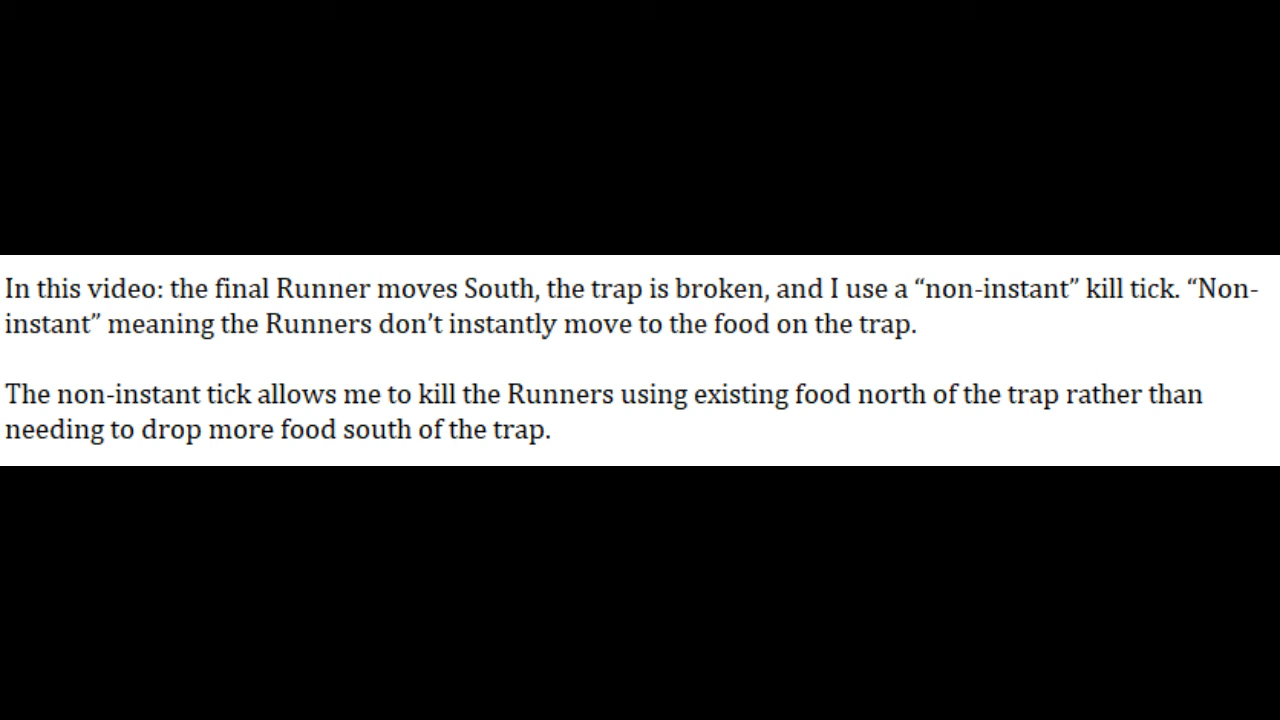 In this video: the final Runner moves South, the trap is broken, and I use a “non-instant” kill tick. “Non-
instant” meaning the Runners don’t instantly move to the food on the trap.
The non-instant tick allows me to kill the Runners using existing food north of the trap rather than
needing to drop more food south of the trap.